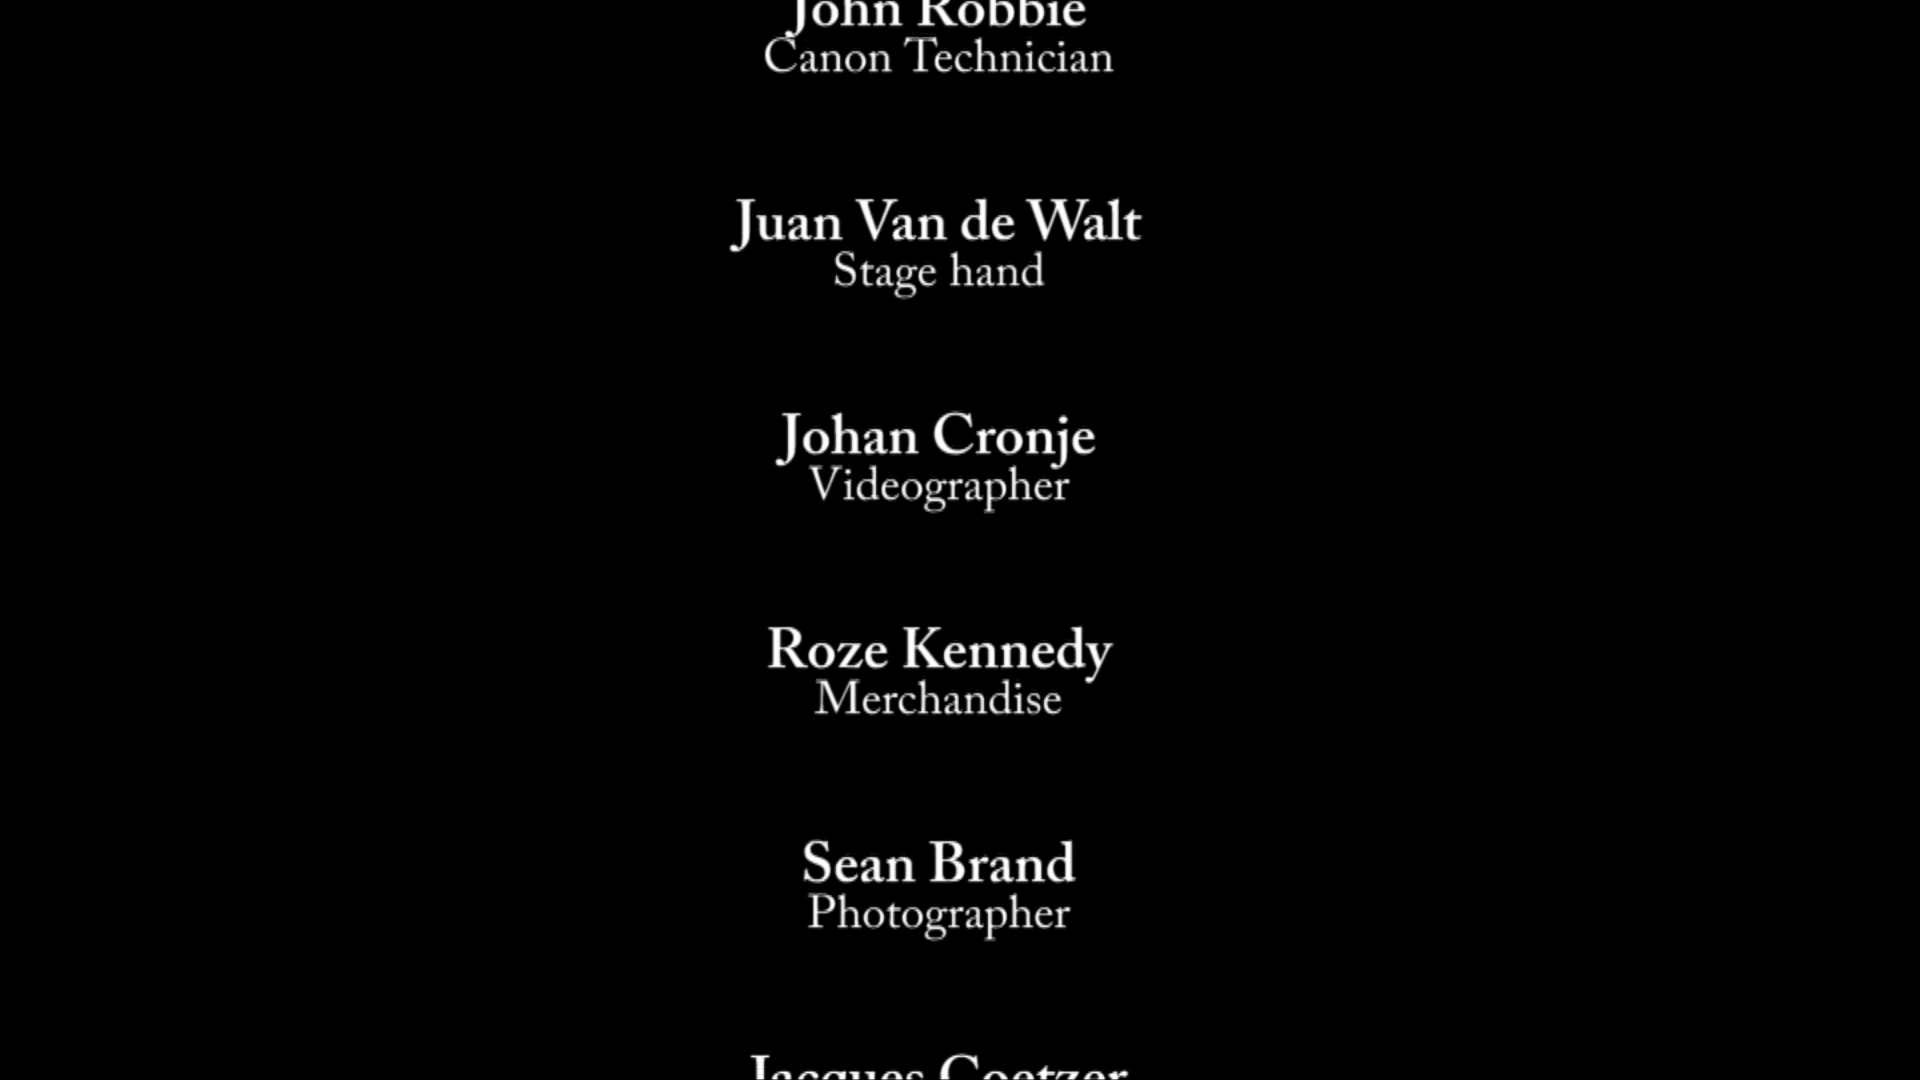 John Robbie
Canon Technician
Juan Van de Walt
Stage hand
Johan Cronje
Videographer
Roze Kennedy
Merchandise
Sean Brand
Photographer
Jacques Coetzer